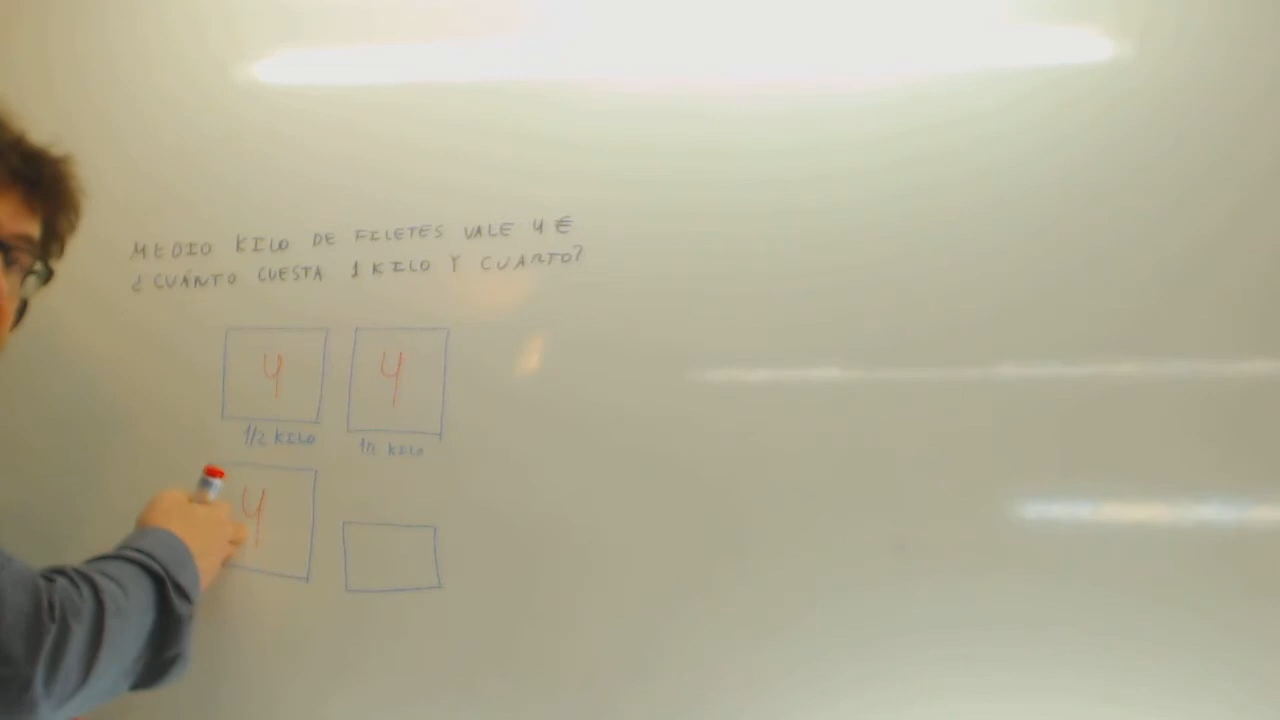 MEDIO KILO DE FILETES VALE 4 €
¿CUÁNTO CUESTA 1 KILO Y CUARTO?
4 4
1/2 KILO 1/2 KILO
4